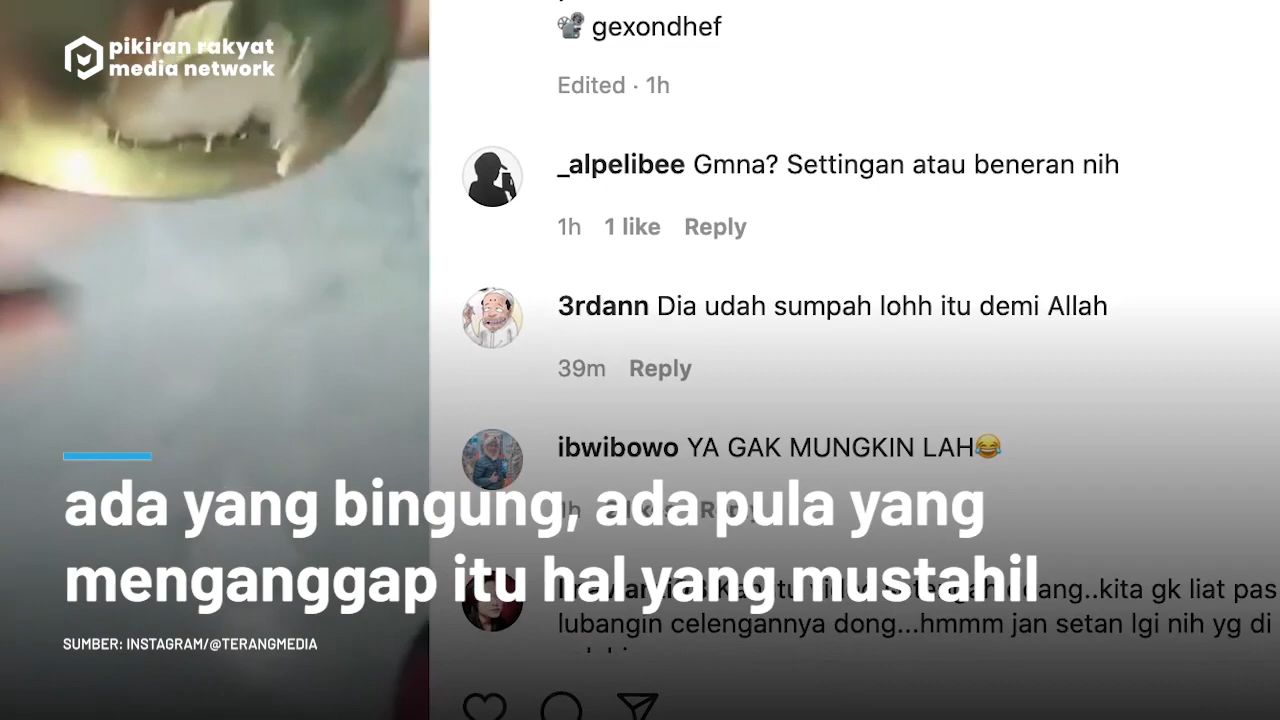 pikiran rakyat
media network
gexondhef
Edited · 1h
_alpelibee Gmna? Settingan atau beneran nih
1h 1 like Reply
3rdann Dia udah sumpah lohh itu demi Allah
39m Reply
ibwibowo YA GAK MUNGKIN LAH😂
ada yang bingung, ada pula yang
menganggap itu hal yang mustahil
kita gk liat pas
lubangin celengannya dong...hmmm jan setan lgi nih yg di
SUMBER: INSTAGRAM/@TERANGMEDIA